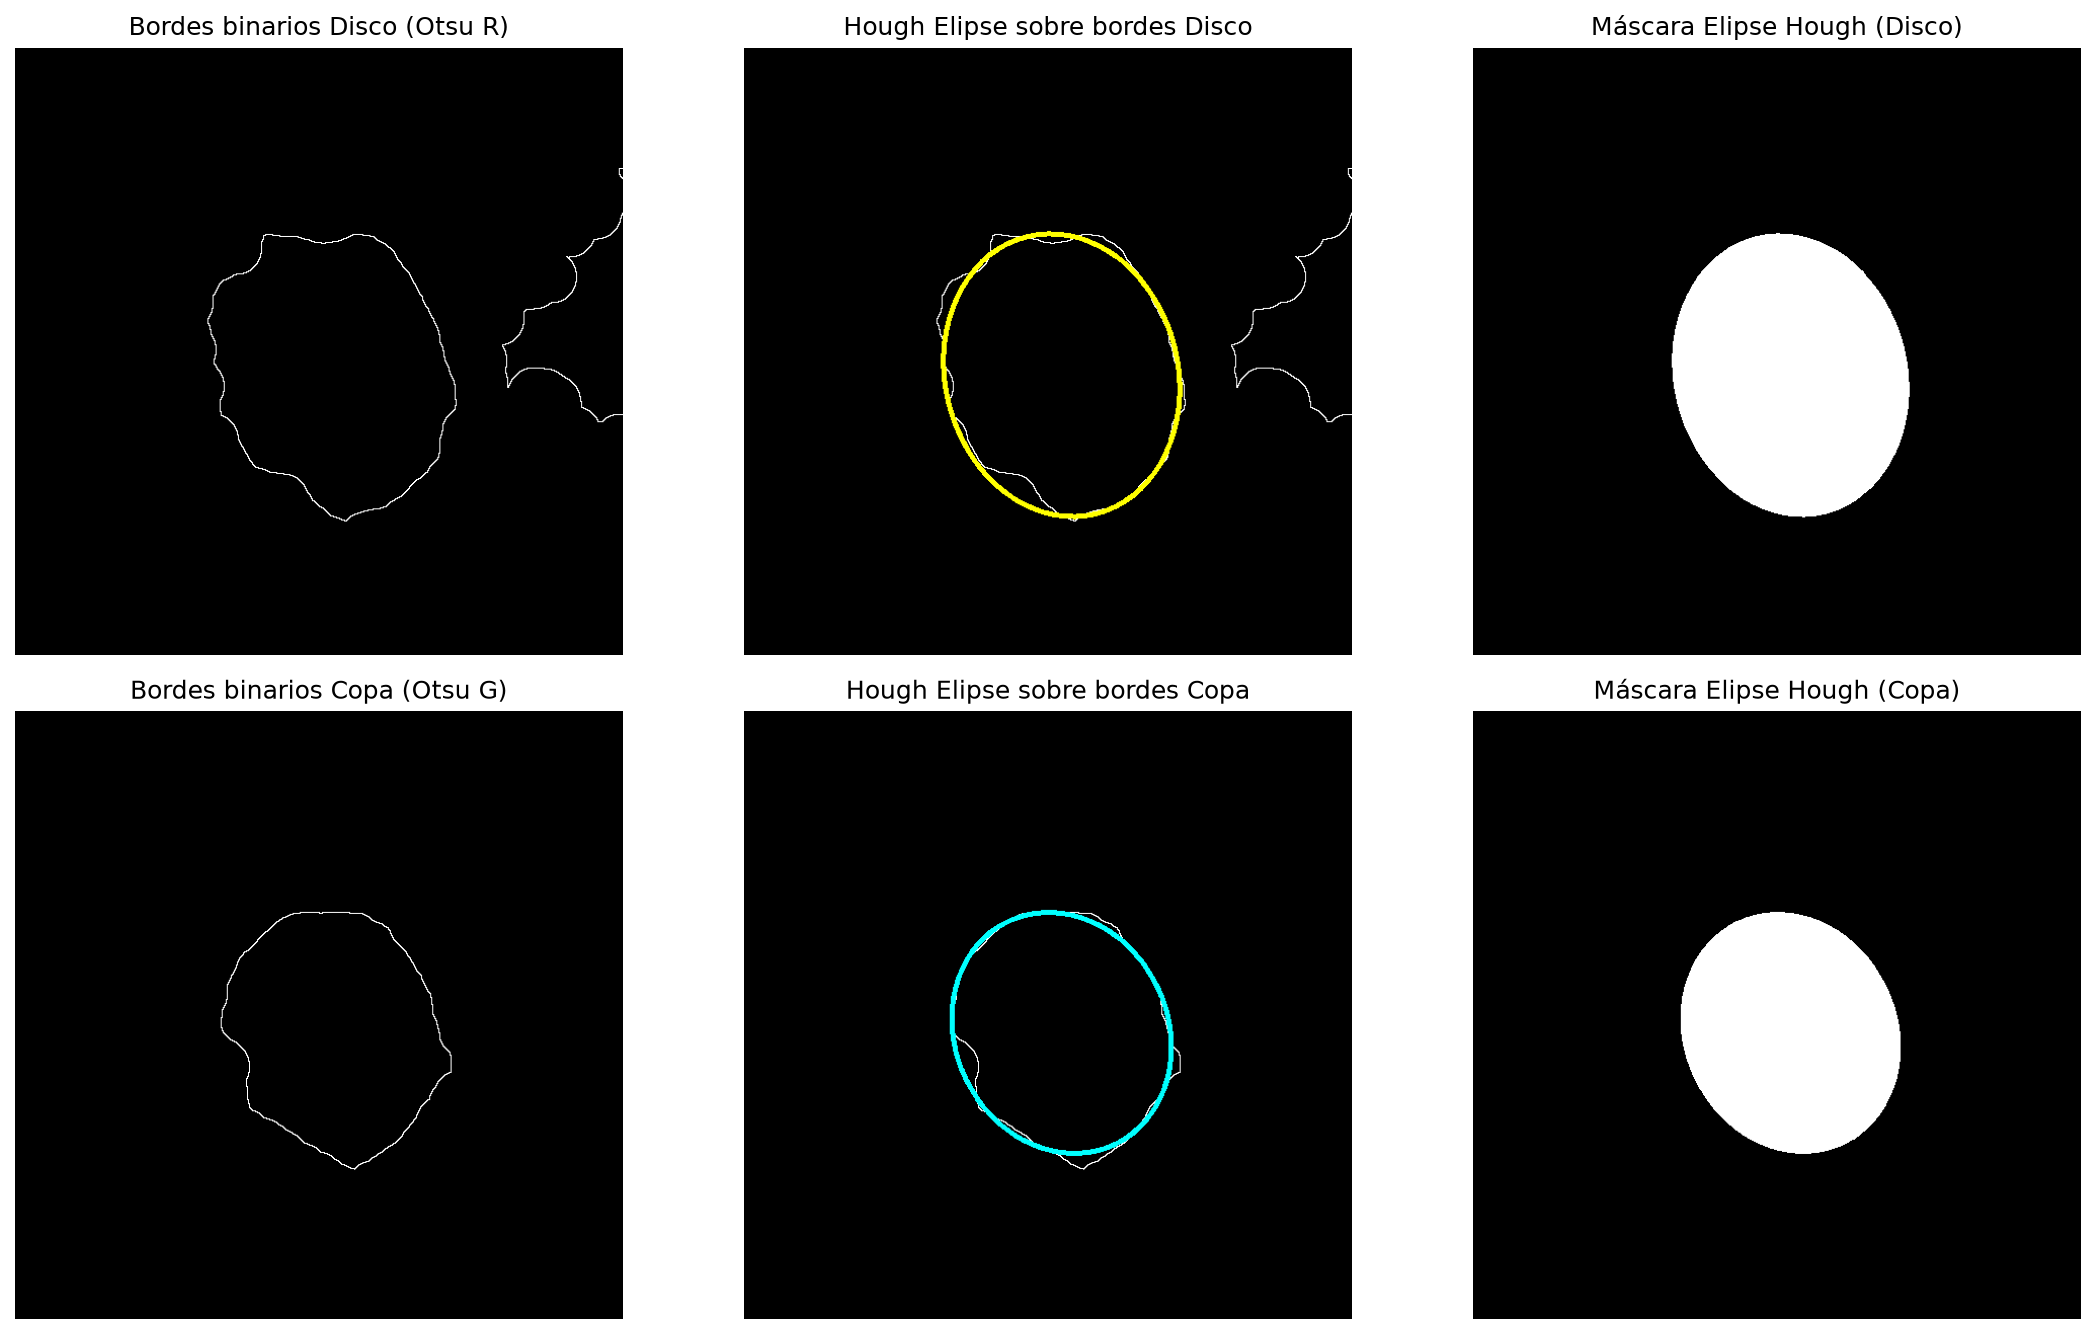 Bordes binarios Disco (Otsu R)
Hough Elipse sobre bordes Disco
Máscara Elipse Hough (Disco)
Bordes binarios Copa (Otsu G)
Hough Elipse sobre bordes Copa
Máscara Elipse Hough (Copa)